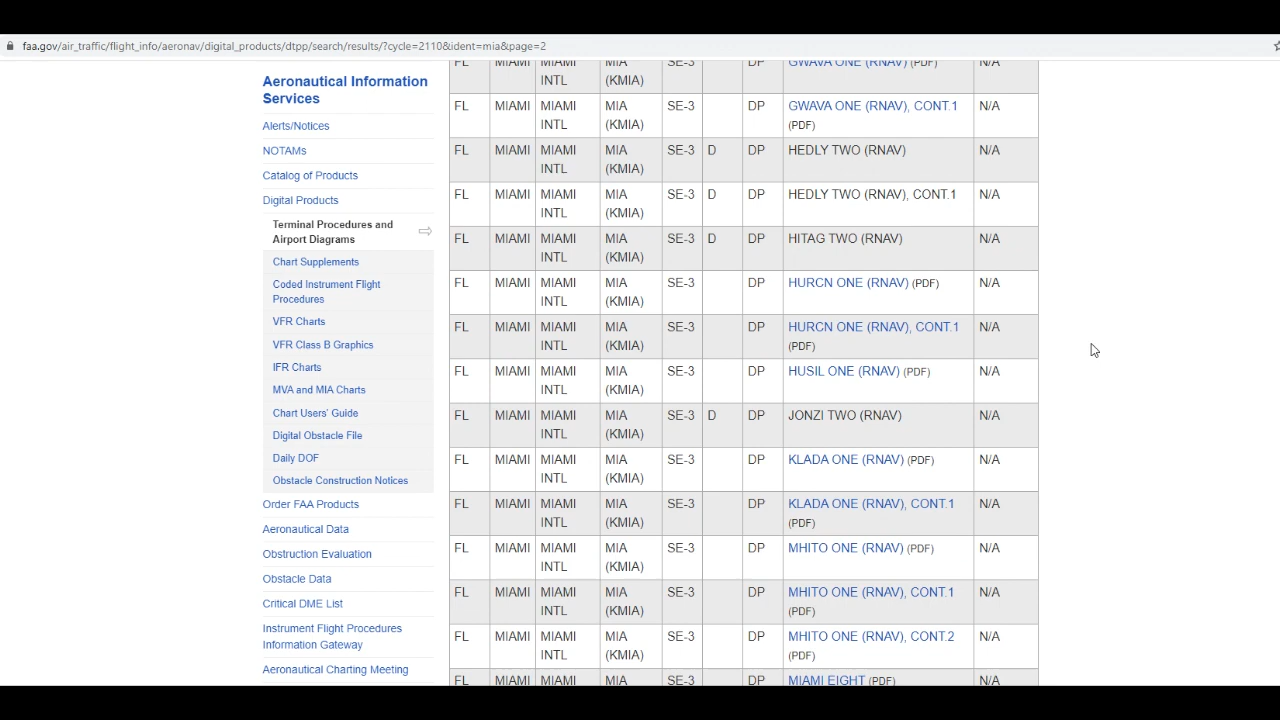 faa.gov/air_traffic/flight_info/aeronav/digital_products/dtpp/search/results/?cycle=2110&ident=mia&page=2
Aeronautical Information
Services
Alerts/Notices
NOTAMs
Catalog of Products
Digital Products
Terminal Procedures and
Airport Diagrams
Chart Supplements
Coded Instrument Flight
Procedures
VFR Charts
VFR Class B Graphics
IFR Charts
MVA and MIA Charts
Chart Users' Guide
Digital Obstacle File
Daily DOF
Obstacle Construction Notices
Order FAA Products
Aeronautical Data
Obstruction Evaluation
Obstacle Data
Critical DME List
Instrument Flight Procedures
Information Gateway
Aeronautical Charting Meeting
FL MIAMI MIAMI MIA SE-3 DP GWAVA ONE (RNAV) (PDF) N/A
INTL (KMIA)
FL MIAMI MIAMI MIA SE-3 DP GWAVA ONE (RNAV), CONT.1 N/A
INTL (KMIA) (PDF)
FL MIAMI MIAMI MIA SE-3 D DP HEDLY TWO (RNAV) N/A
INTL (KMIA)
FL MIAMI MIAMI MIA SE-3 D DP HEDLY TWO (RNAV), CONT.1 N/A
INTL (KMIA)
FL MIAMI MIAMI MIA SE-3 D DP HITAG TWO (RNAV) N/A
INTL (KMIA)
FL MIAMI MIAMI MIA SE-3 DP HURCN ONE (RNAV) (PDF) N/A
INTL (KMIA)
FL MIAMI MIAMI MIA SE-3 DP HURCN ONE (RNAV), CONT.1 N/A
INTL (KMIA) (PDF)
FL MIAMI MIAMI MIA SE-3 DP HUSIL ONE (RNAV) (PDF) N/A
INTL (KMIA)
FL MIAMI MIAMI MIA SE-3 D DP JONZI TWO (RNAV) N/A
INTL (KMIA)
FL MIAMI MIAMI MIA SE-3 DP KLADA ONE (RNAV) (PDF) N/A
INTL (KMIA)
FL MIAMI MIAMI MIA SE-3 DP KLADA ONE (RNAV), CONT.1 N/A
INTL (KMIA) (PDF)
FL MIAMI MIAMI MIA SE-3 DP MHITO ONE (RNAV) (PDF) N/A
INTL (KMIA)
FL MIAMI MIAMI MIA SE-3 DP MHITO ONE (RNAV), CONT.1 N/A
INTL (KMIA) (PDF)
FL MIAMI MIAMI MIA SE-3 DP MHITO ONE (RNAV), CONT.2 N/A
INTL (KMIA) (PDF)
FL MIAMI MIAMI MIA SE-3 DP MIAMI EIGHT (PDF) N/A